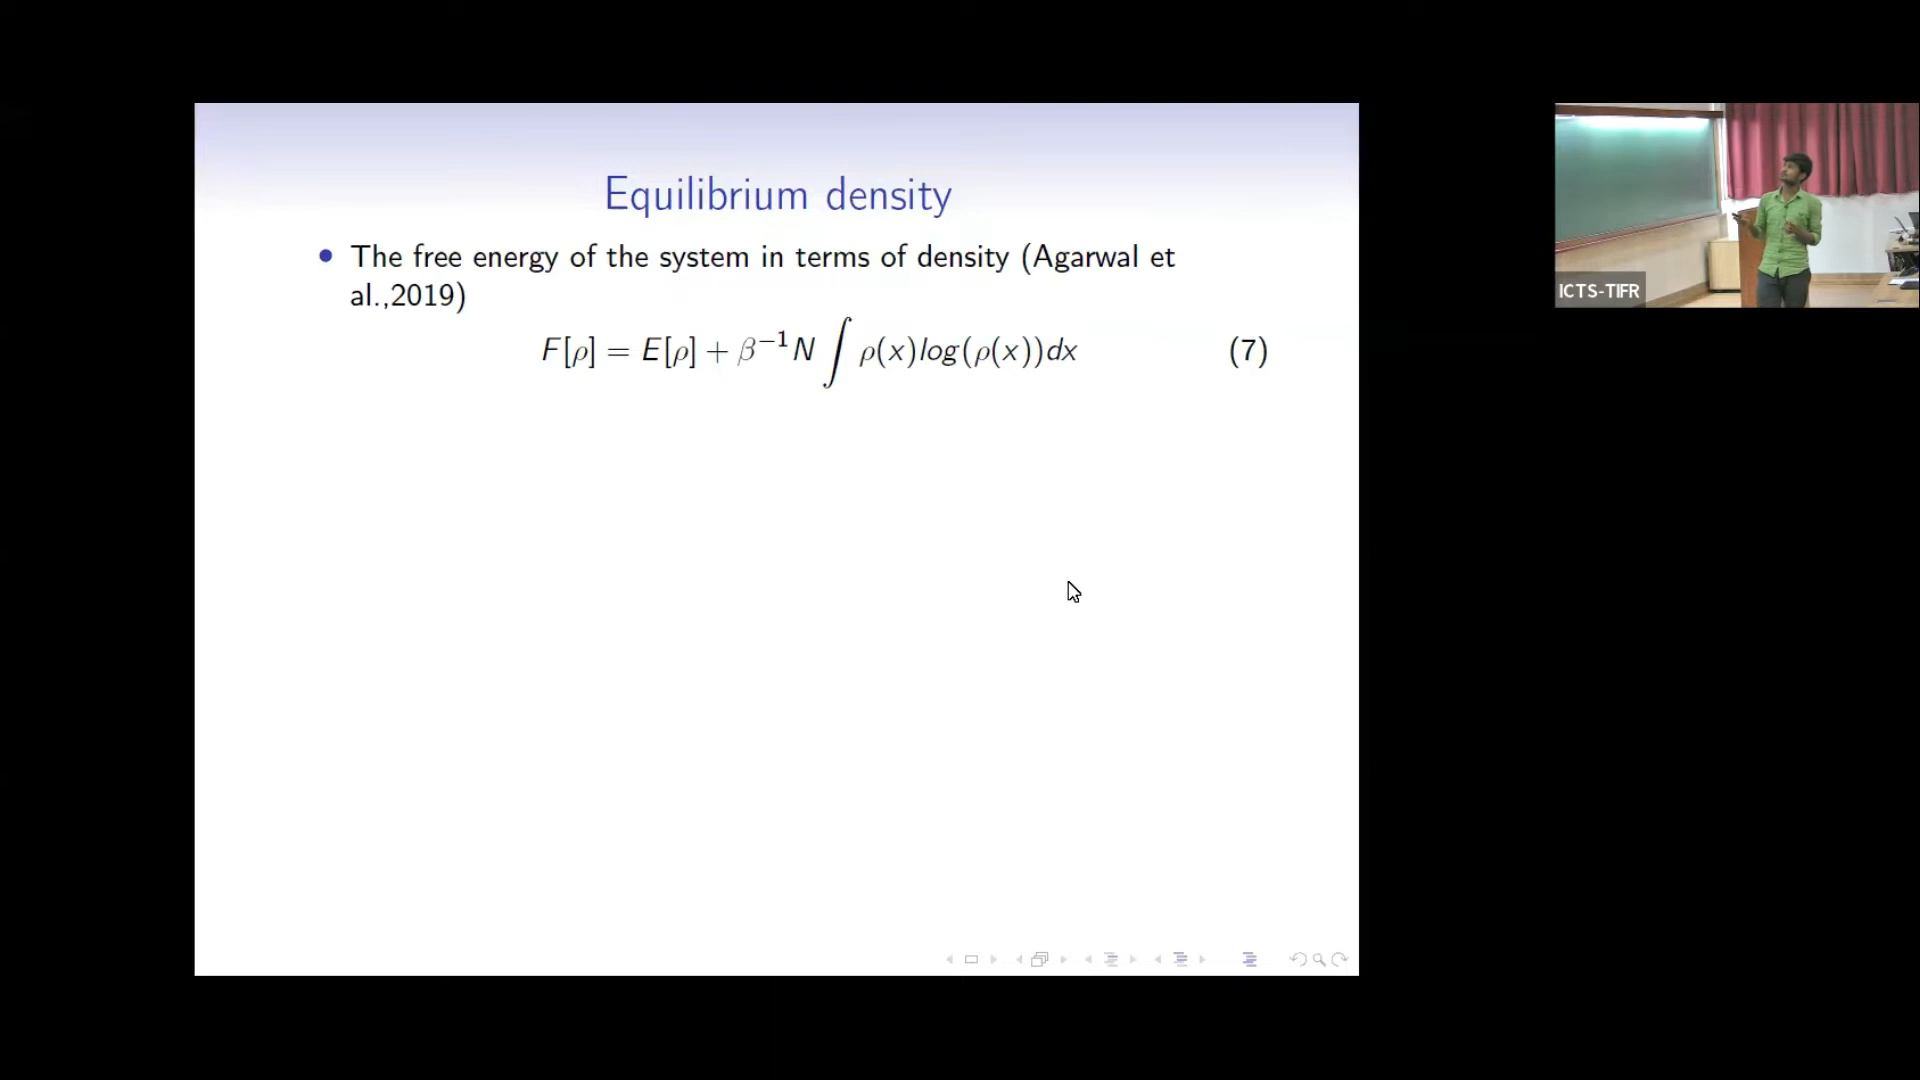 Equilibrium density
• The free energy of the system in terms of density (Agarwal et
al.,2019)
F[ρ] = E[ρ] + β⁻¹N ∫ ρ(x)log(ρ(x))dx (7)
ICTS-TIFR